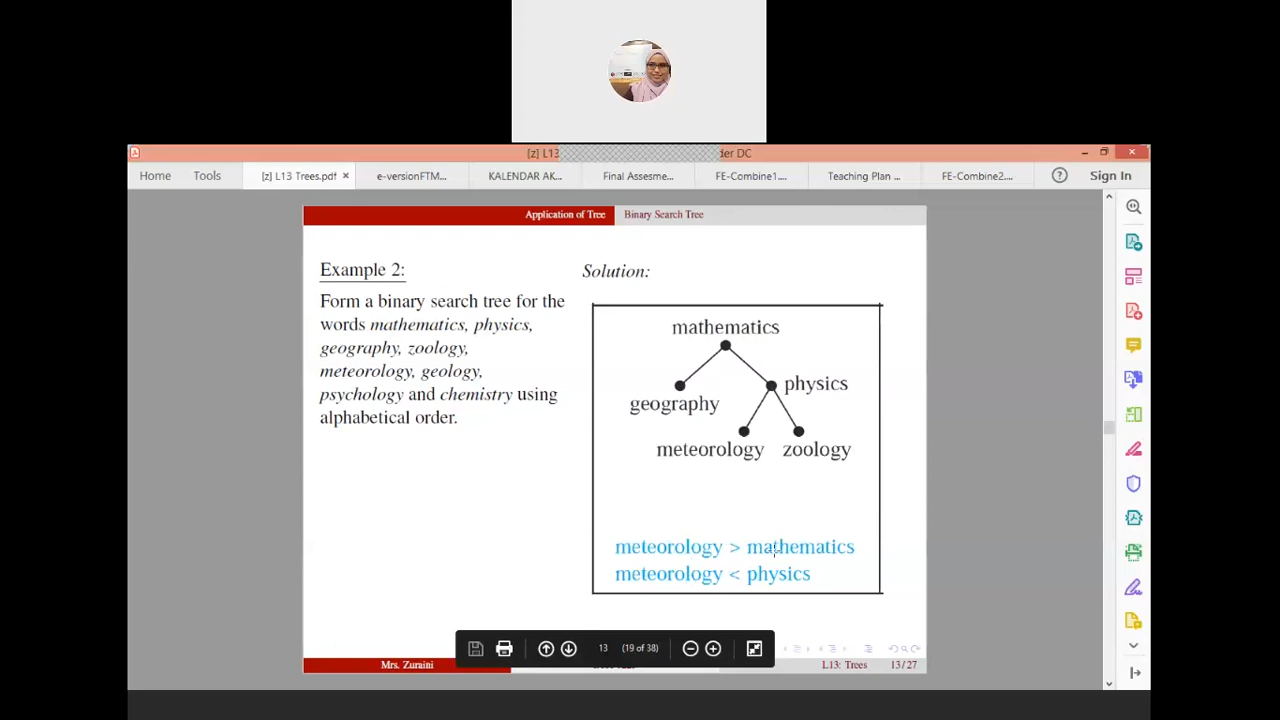 [z] L13
der DC
Home
Tools
[z] L13 Trees.pdf
e-versionFTM...
KALENDAR AK...
Final Assesme...
FE-Combine1....
Teaching Plan ...
FE-Combine2....
Sign In
Application of Tree
Binary Search Tree
Example 2:
Form a binary search tree for the
words mathematics, physics,
geography, zoology,
meteorology, geology,
psychology and chemistry using
alphabetical order.
Solution:
mathematics
physics
geography
meteorology
zoology
meteorology > mathematics
meteorology < physics
13
(19 of 38)
Mrs. Zuraini
L13: Trees
13 / 27